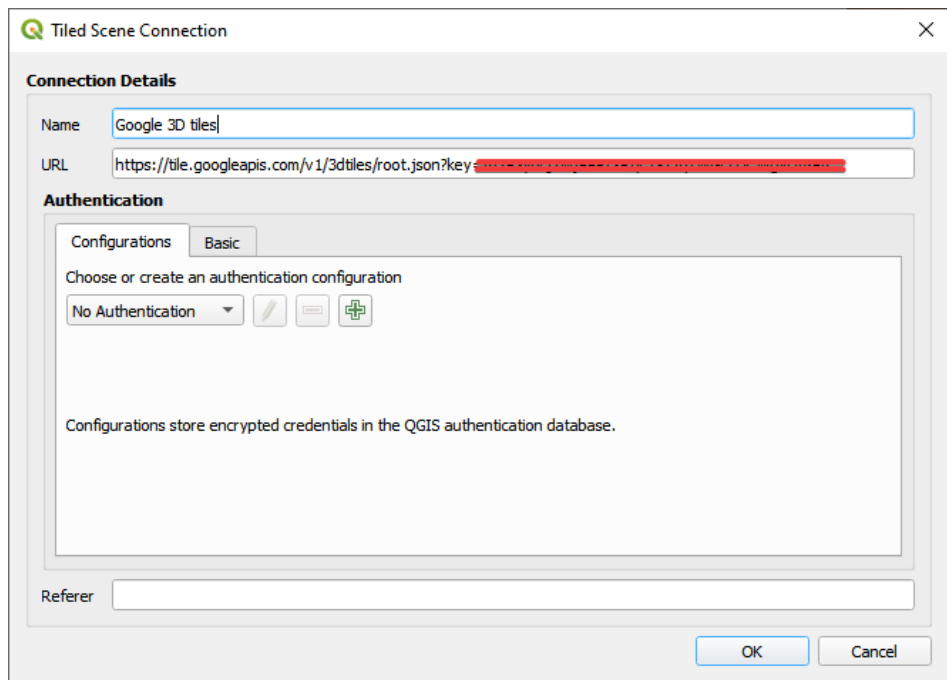 Tiled Scene Connection
Connection Details
Name Google 3D tiles
URL https://tile.googleapis.com/v1/3dtiles/root.json?key=
Authentication
Configurations Basic
Choose or create an authentication configuration
No Authentication
Configurations store encrypted credentials in the QGIS authentication database.
Referer
OK Cancel